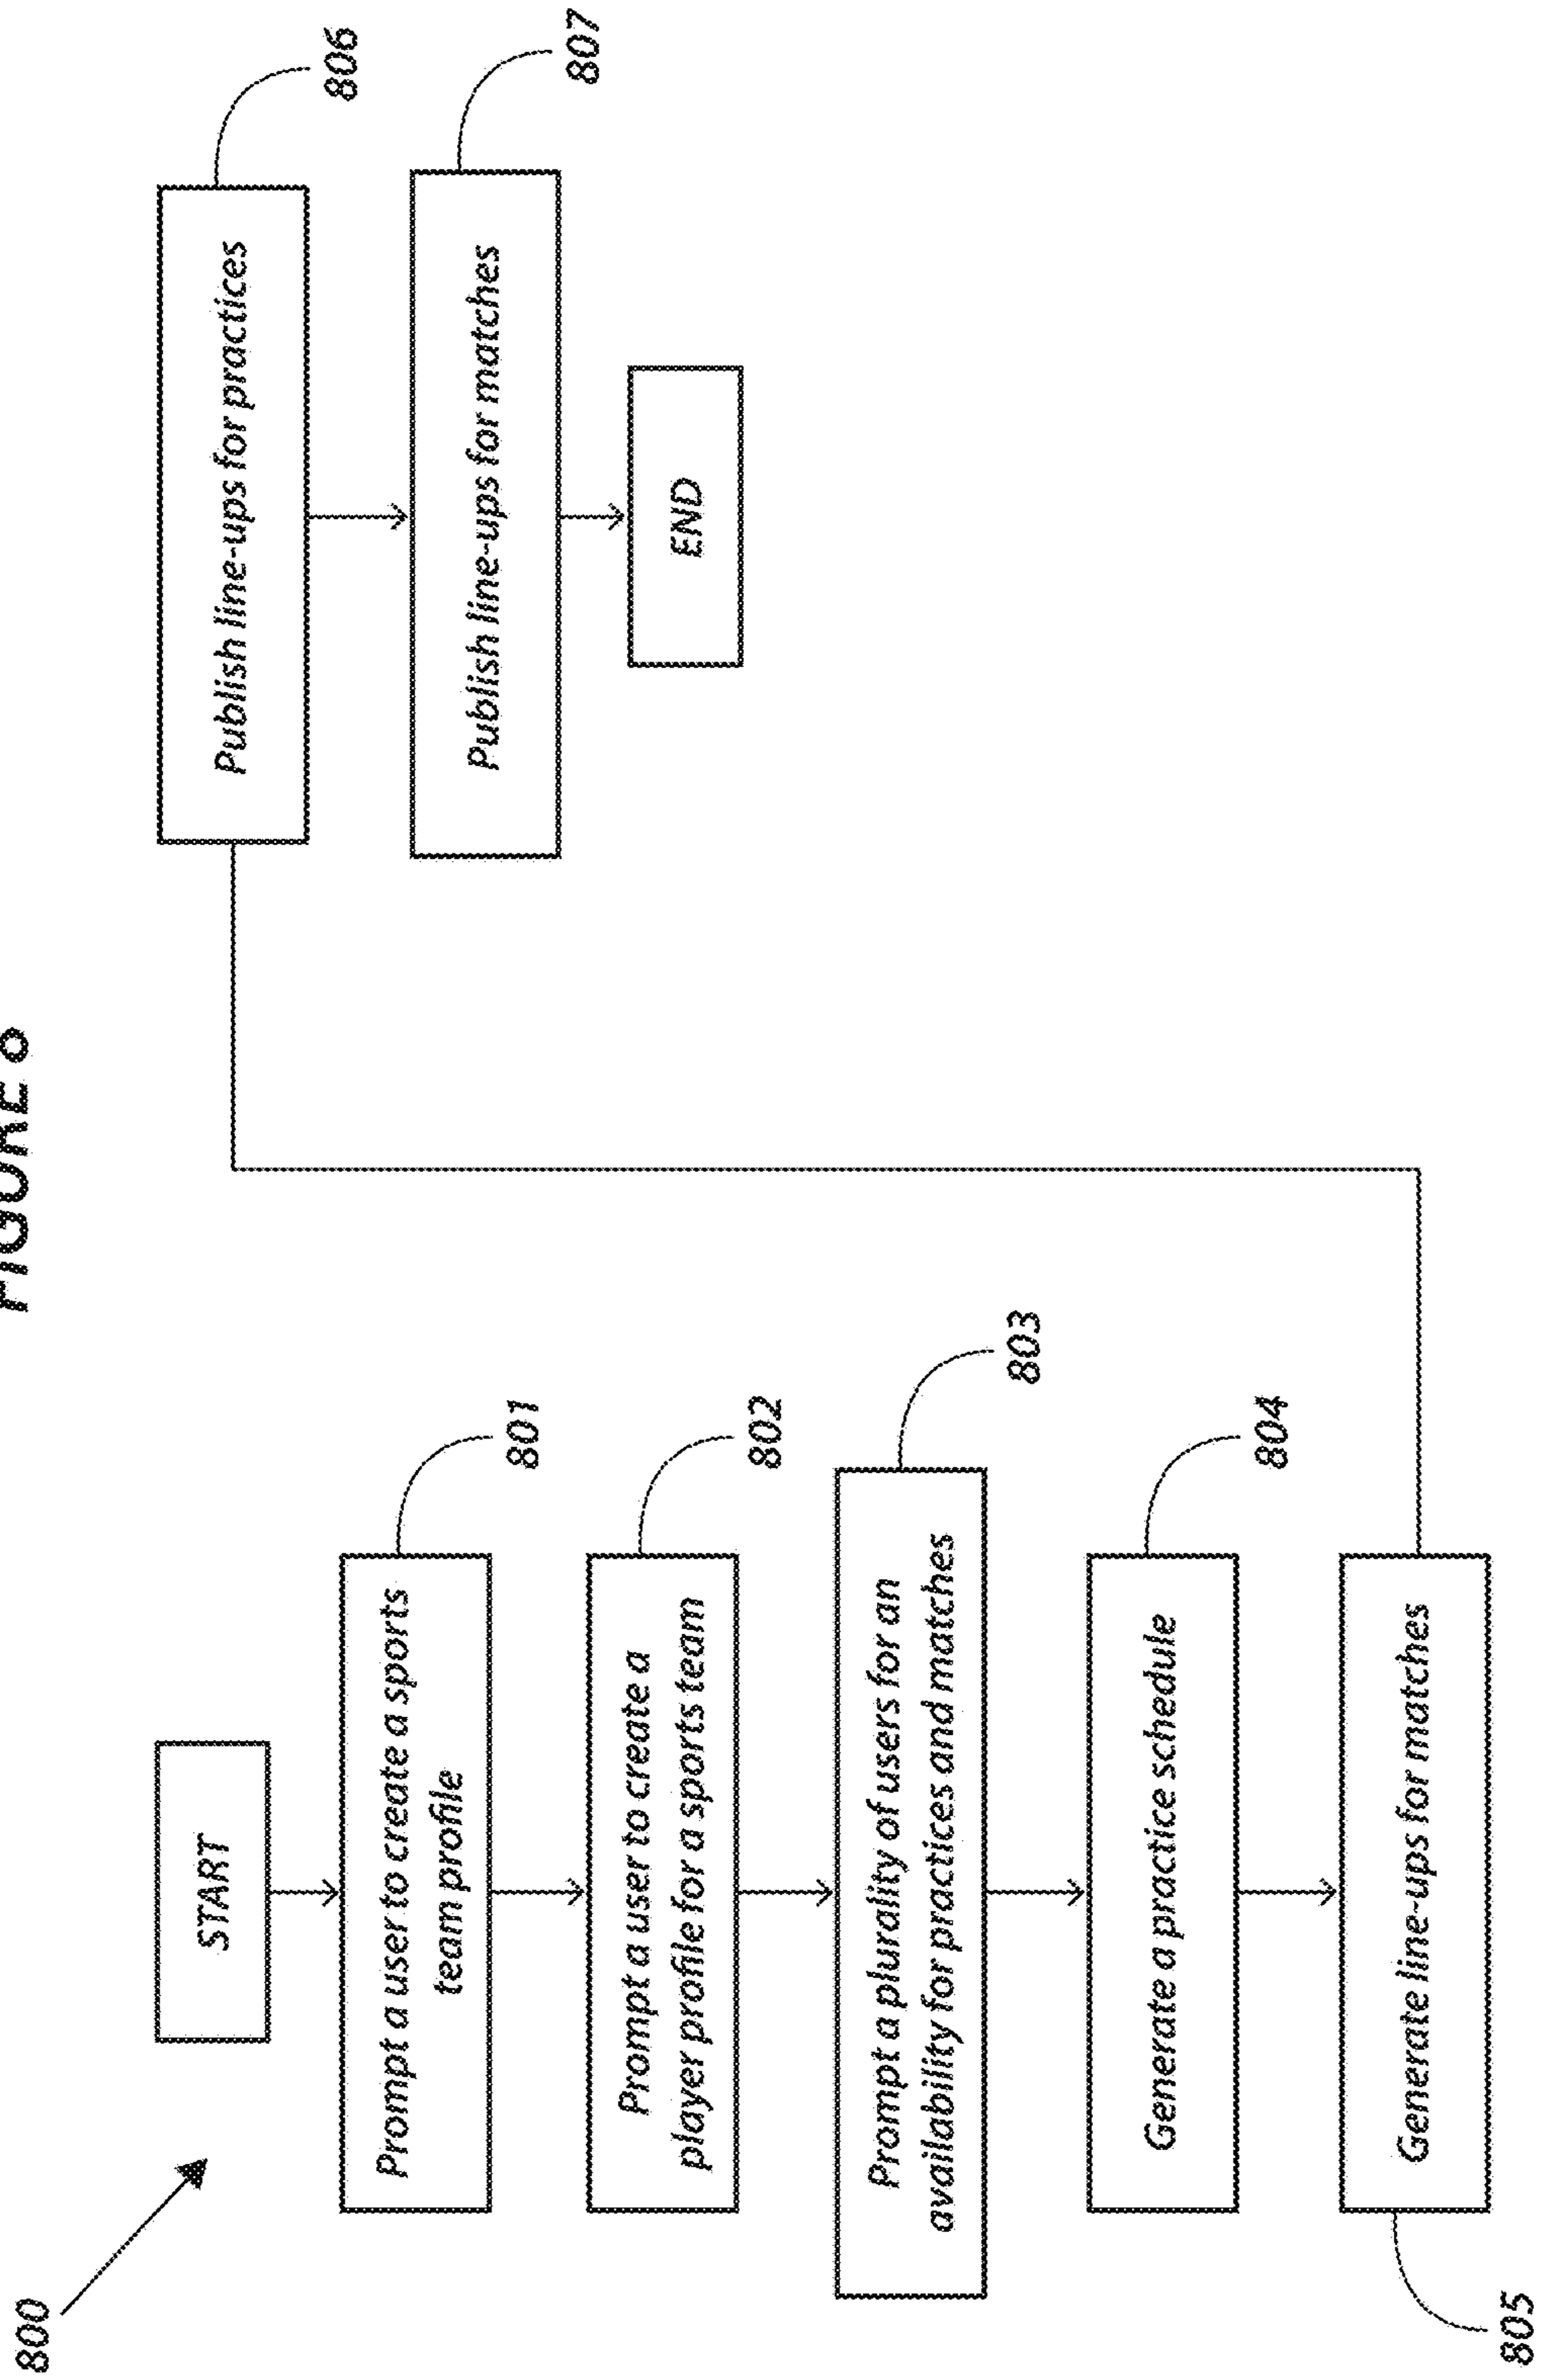 FIGURE 8
800
START
Prompt a user to create a sports
team profile
801
Prompt a user to create a
player profile for a sports team
802
Prompt a plurality of users for an
availability for practices and matches
803
Generate a practice schedule
804
Generate line-ups for matches
805
Publish line-ups for practices
806
Publish line-ups for matches
807
END